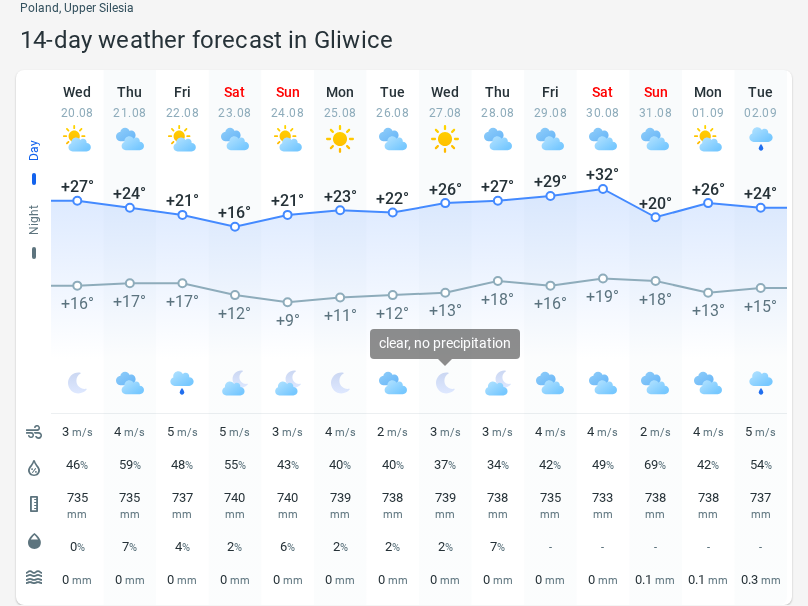 Poland, Upper Silesia
14-day weather forecast in Gliwice
Wed Thu Fri Sat Sun Mon Tue Wed Thu Fri Sat Sun Mon Tue
20.08 21.08 22.08 23.08 24.08 25.08 26.08 27.08 28.08 29.08 30.08 31.08 01.09 02.09
Day
+27° +24° +21° +16° +21° +23° +22° +26° +27° +29° +32° +20° +26° +24°
Night
+16° +17° +17° +12° +9° +11° +12° +13° +18° +16° +19° +18° +13° +15°
clear, no precipitation
3 m/s 4 m/s 5 m/s 5 m/s 3 m/s 4 m/s 2 m/s 3 m/s 3 m/s 4 m/s 4 m/s 2 m/s 4 m/s 5 m/s
46% 59% 48% 55% 43% 40% 40% 37% 34% 42% 49% 69% 42% 54%
735 735 737 740 740 739 738 739 738 735 733 738 738 737
mm mm mm mm mm mm mm mm mm mm mm mm mm mm
0% 7% 4% 2% 6% 2% 2% 2% 7% - - - - -
0 mm 0 mm 0 mm 0 mm 0 mm 0 mm 0 mm 0 mm 0 mm 0 mm 0 mm 0.1 mm 0.1 mm 0.3 mm